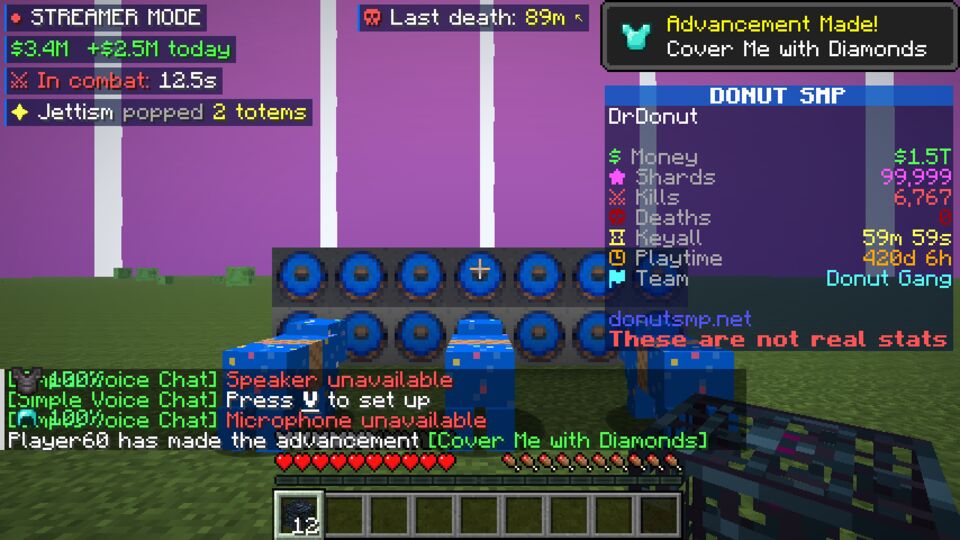 STREAMER MODE
$3.4M +$2.5M today
In combat: 12.5s
Jettism popped 2 totems
Last death: 89m
Advancement Made!
Cover Me with Diamonds
DONUT SMP
DrDonut
$ Money $1.5T
Shards 99,999
Kills 6,767
Deaths 0
Keyall 59m 59s
Playtime 420d 6h
Team Donut Gang
donutsmp.net
These are not real stats
Voice Chat] Speaker unavailable
100%
[Simple Voice Chat] Press V to set up
Voice Chat] Microphone unavailable
100%
Player60 has made the advancement [Cover Me with Diamonds]
12